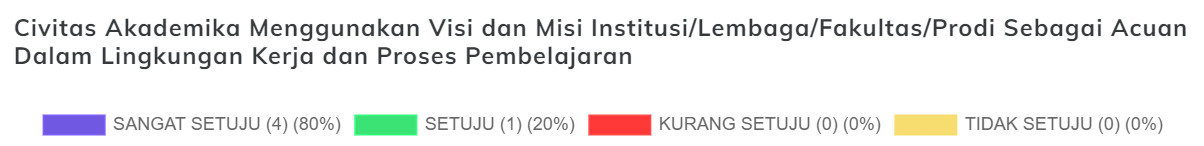 Civitas Akademika Menggunakan Visi dan Misi Institusi/Lembaga/Fakultas/Prodi Sebagai Acuan
Dalam Lingkungan Kerja dan Proses Pembelajaran
SANGAT SETUJU (4) (80%) SETUJU (1) (20%) KURANG SETUJU (0) (0%) TIDAK SETUJU (0) (0%)